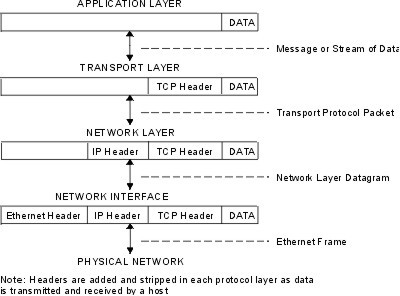 APPLICATION LAYER
DATA
Message or Stream of Data
TRANSPORT LAYER
TCP Header DATA
Transport Protocol Packet
NETWORK LAYER
IP Header TCP Header DATA
Network Layer Datagram
NETWORK INTERFACE
Ethernet Header IP Header TCP Header DATA
Ethernet Frame
PHYSICAL NETWORK
Note: Headers are added and stripped in each protocol layer as data
is transmitted and received by a host